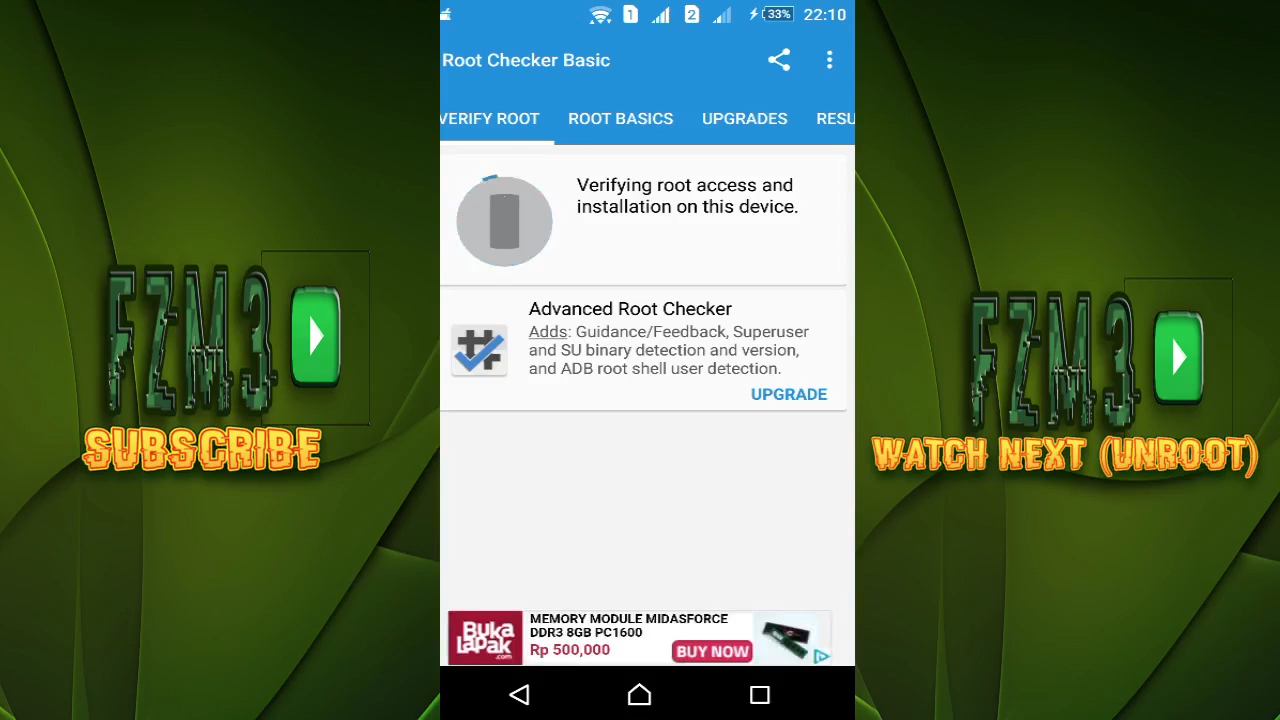 1
2
33%
22:10
Root Checker Basic
VERIFY ROOT
ROOT BASICS
UPGRADES
RESU
Verifying root access and
installation on this device.
Advanced Root Checker
Adds: Guidance/Feedback, Superuser
and SU binary detection and version,
and ADB root shell user detection.
UPGRADE
FZM3
SUBSCRIBE
FZM3
WATCH NEXT (UNROOT)
Buka
lapak
.com
MEMORY MODULE MIDASFORCE
DDR3 8GB PC1600
Rp 500,000
BUY NOW